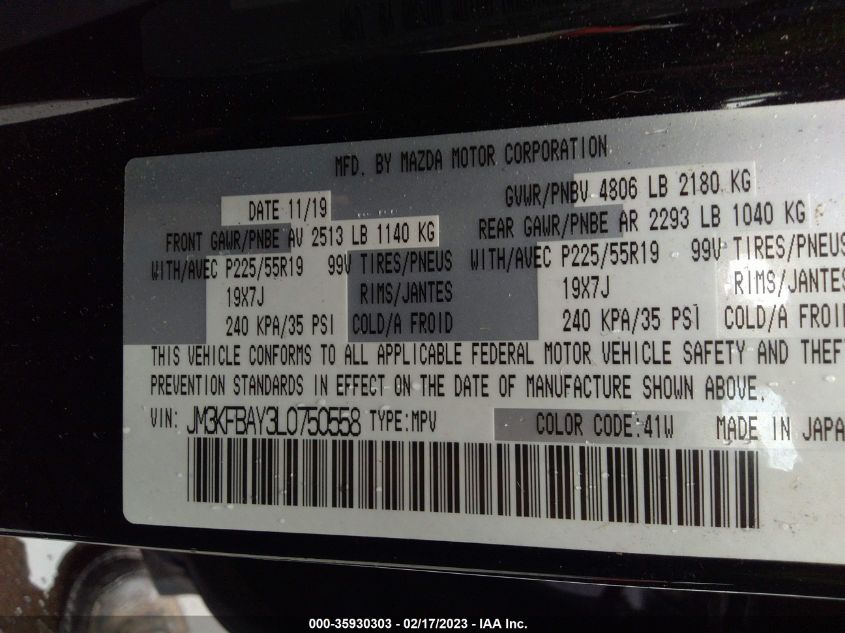 MFD. BY MAZDA MOTOR CORPORATION
DATE 11/19 GVWR/PNBV 4806 LB 2180 KG
FRONT GAWR/PNBE AV 2513 LB 1140 KG REAR GAWR/PNBE AR 2293 LB 1040 KG
WITH/AVEC P225/55R19 99V TIRES/PNEUS WITH/AVEC P225/55R19 99V TIRES/PNEUS
19X7J RIMS/JANTES 19X7J RIMS/JANTES
240 KPA/35 PSI COLD/A FROID 240 KPA/35 PSI COLD/A FROI
THIS VEHICLE CONFORMS TO ALL APPLICABLE FEDERAL MOTOR VEHICLE SAFETY AND THEF
PREVENTION STANDARDS IN EFFECT ON THE DATE OF MANUFACTURE SHOWN ABOVE.
VIN: JM3KFBAY3L0750558 TYPE:MPV COLOR CODE:41W MADE IN JAPA
000-35930303 - 02/17/2023 - IAA Inc.